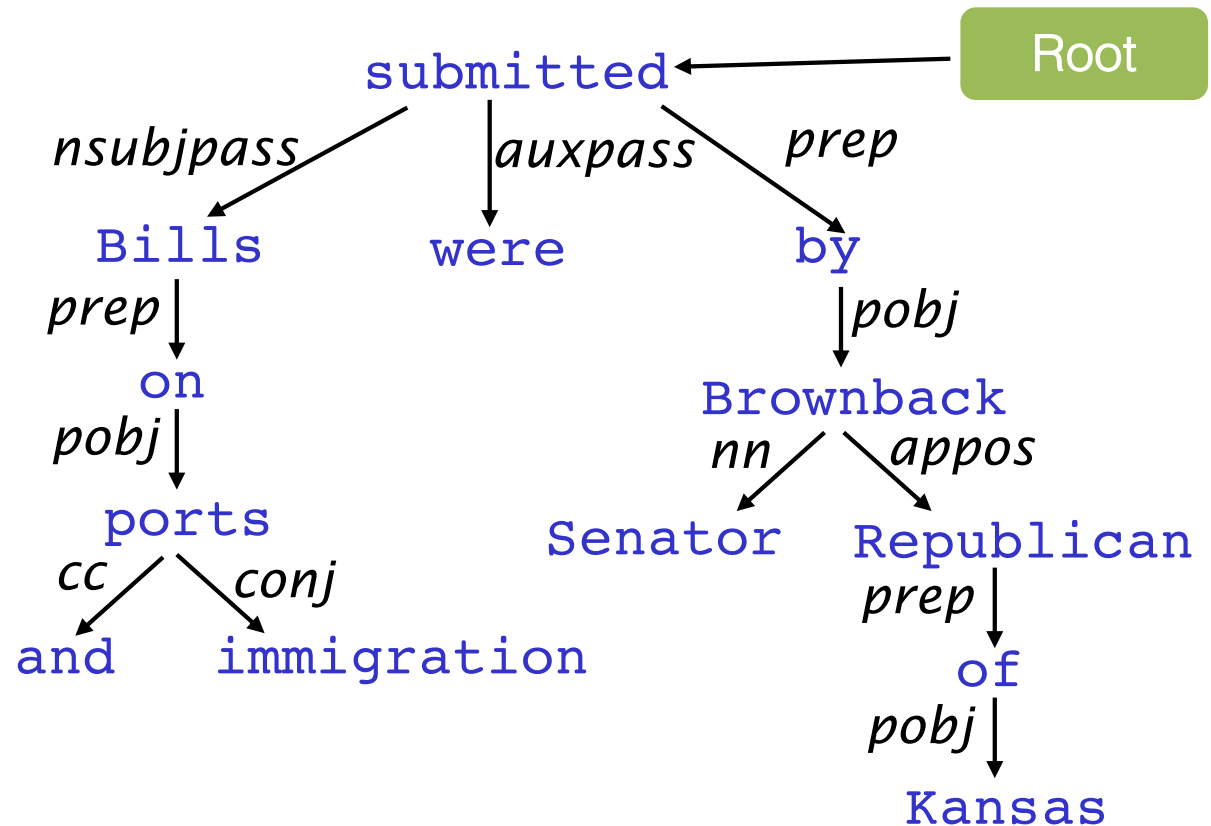 Root
submitted
nsubjpass auxpass prep
Bills were by
prep pobj
on
Brownback
pobj nn appos
ports Senator Republican
cc conj prep
and immigration of
pobj
Kansas